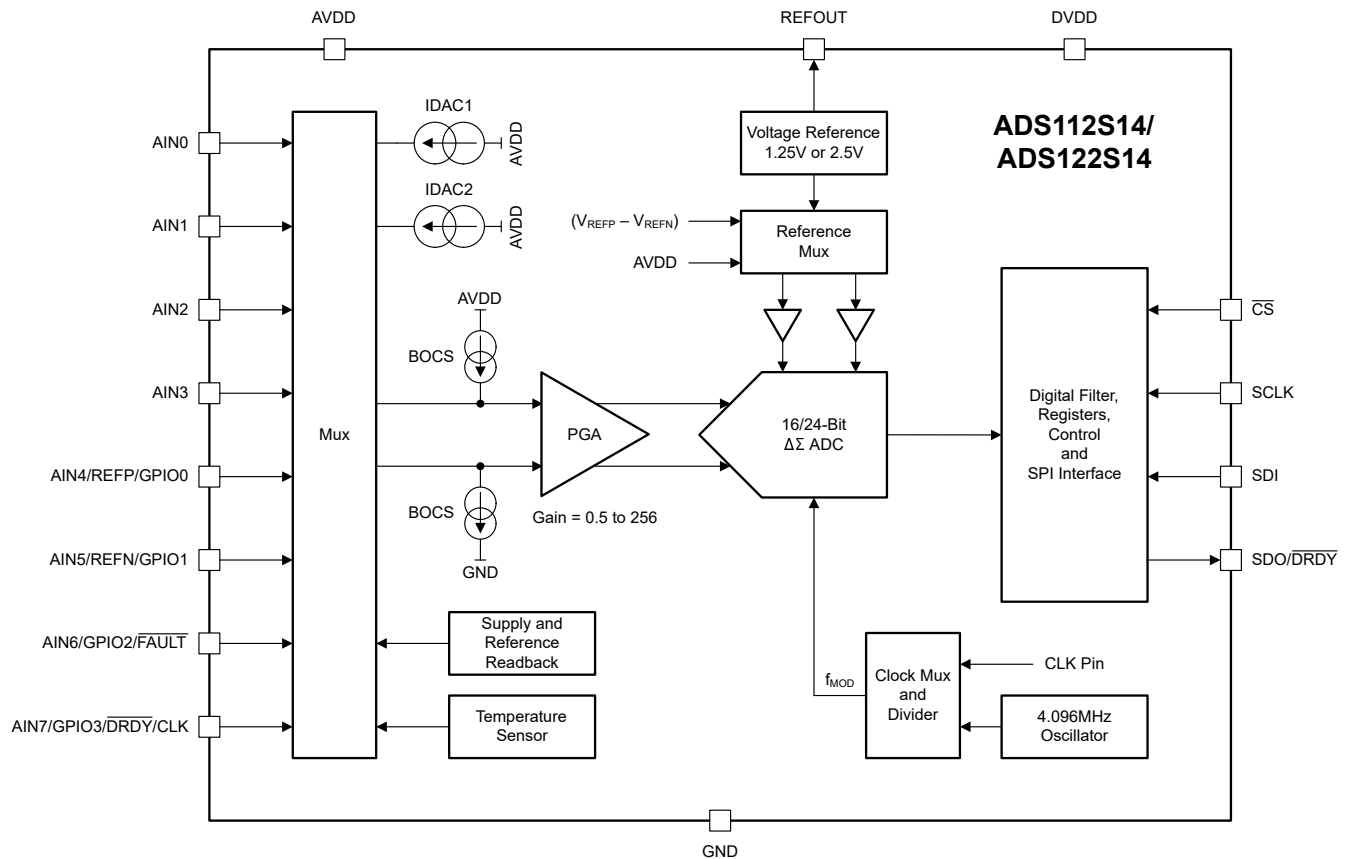 AVDD
REFOUT
DVDD
IDAC1
AVDD
IDAC2
AVDD
AIN0
AIN1
AIN2
AIN3
AIN4/REFP/GPIO0
AIN5/REFN/GPIO1
AIN6/GPIO2/FAULT
AIN7/GPIO3/DRDY/CLK
Mux
AVDD
BOCS
BOCS
GND
PGA
Gain = 0.5 to 256
Supply and
Reference
Readback
Temperature
Sensor
Voltage Reference
1.25V or 2.5V
(VREFP – VREFN)
AVDD
Reference
Mux
16/24-Bit
ΔΣ ADC
fMOD
Clock Mux
and
Divider
CLK Pin
4.096MHz
Oscillator
ADS112S14/
ADS122S14
Digital Filter,
Registers,
Control
and
SPI Interface
CS
SCLK
SDI
SDO/DRDY
GND